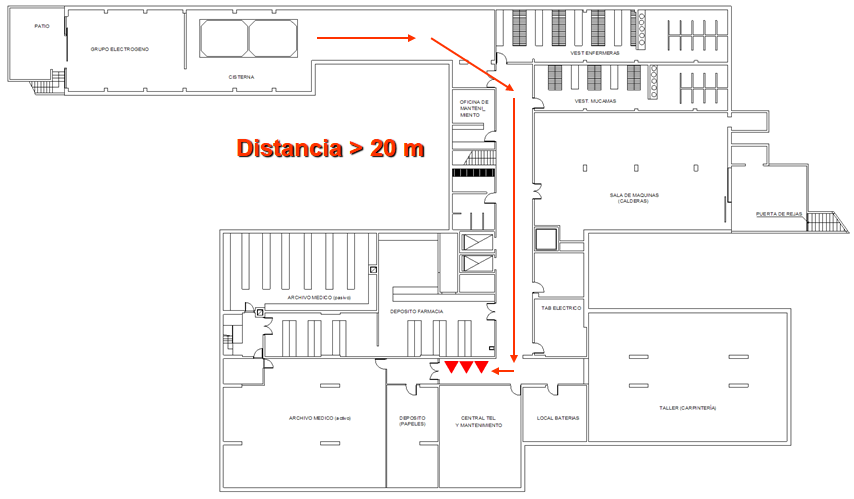 PATIO
GRUPO ELECTROGENO
CISTERNA
VEST ENFERMERAS
VEST. MUCAMAS
OFICINA DE
MANTENI_
MIENTO
Distancia > 20 m
SALA DE MAQUINAS
(CALDERAS)
PUERTA DE REJAS
ARCHIVO MEDICO (pasivo)
DEPOSITO FARMACIA
TAB ELECTRICO
ARCHIVO MEDICO (activo)
DEPOSITO
(PAPELES)
CENTRAL TEL
Y MANTENIMIENTO
LOCAL BATERIAS
TALLER (CARPINTERÍA)